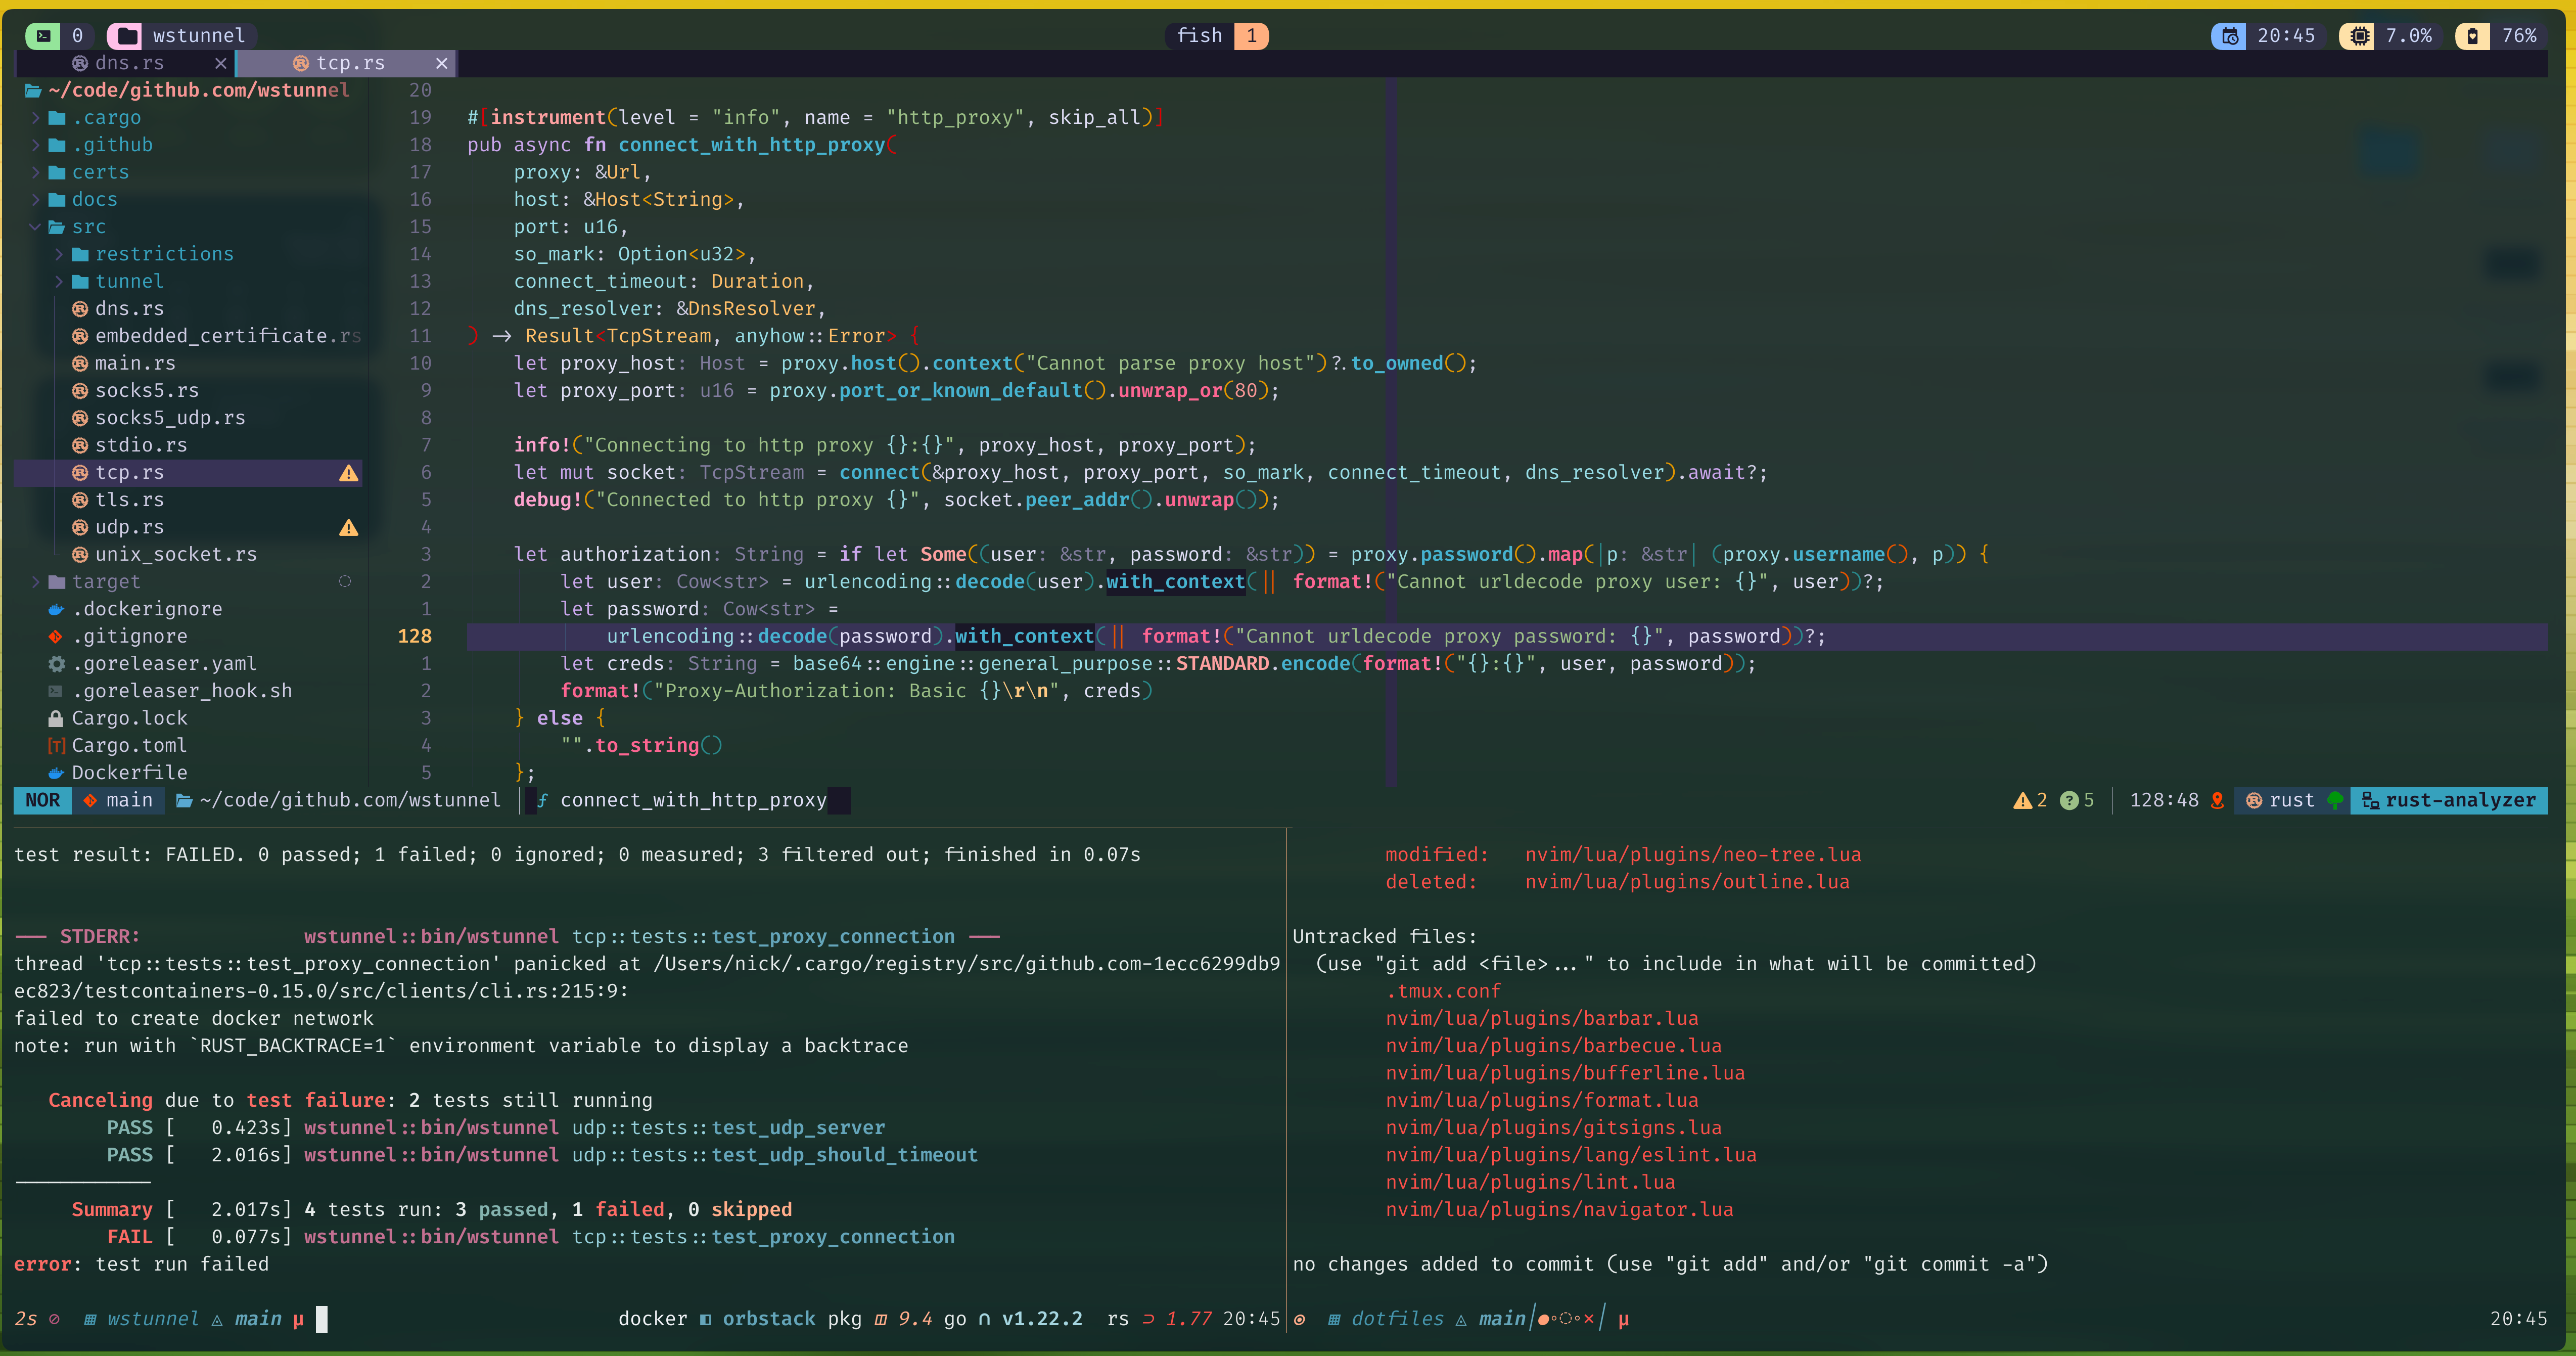 0 wstunnel fish 1 20:45 7.0% 76%
dns.rs × tcp.rs ×
~/code/github.com/wstunnel
.cargo
.github
certs
docs
src
restrictions
tunnel
dns.rs
embedded_certificate.rs
main.rs
socks5.rs
socks5_udp.rs
stdio.rs
tcp.rs
tls.rs
udp.rs
unix_socket.rs
target
.dockerignore
.gitignore
.goreleaser.yaml
.goreleaser_hook.sh
Cargo.lock
Cargo.toml
Dockerfile
20
19 #[instrument(level = "info", name = "http_proxy", skip_all)]
18 pub async fn connect_with_http_proxy(
17 proxy: &Url,
16 host: &Host<String>,
15 port: u16,
14 so_mark: Option<u32>,
13 connect_timeout: Duration,
12 dns_resolver: &DnsResolver,
11 ) -> Result<TcpStream, anyhow::Error> {
10 let proxy_host: Host = proxy.host().context("Cannot parse proxy host")?.to_owned();
9 let proxy_port: u16 = proxy.port_or_known_default().unwrap_or(80);
8
7 info!("Connecting to http proxy {}:{}", proxy_host, proxy_port);
6 let mut socket: TcpStream = connect(&proxy_host, proxy_port, so_mark, connect_timeout, dns_resolver).await?;
5 debug!("Connected to http proxy {}", socket.peer_addr().unwrap());
4
3 let authorization: String = if let Some((user: &str, password: &str)) = proxy.password().map(|p: &str| (proxy.username(), p)) {
2 let user: Cow<str> = urlencoding::decode(user).with_context(|| format!("Cannot urldecode proxy user: {}", user))?;
1 let password: Cow<str> =
128 urlencoding::decode(password).with_context(|| format!("Cannot urldecode proxy password: {}", password))?;
1 let creds: String = base64::engine::general_purpose::STANDARD.encode(format!("{}:{}", user, password));
2 format!("Proxy-Authorization: Basic {}\r\n", creds)
3 } else {
4 "".to_string()
5 };
NOR main ~/code/github.com/wstunnel ƒ connect_with_http_proxy 2 5 128:48 rust rust-analyzer
test result: FAILED. 0 passed; 1 failed; 0 ignored; 0 measured; 3 filtered out; finished in 0.07s
─── STDERR: wstunnel::bin/wstunnel tcp::tests::test_proxy_connection ───
thread 'tcp::tests::test_proxy_connection' panicked at /Users/nick/.cargo/registry/src/github.com-1ecc6299db9
ec823/testcontainers-0.15.0/src/clients/cli.rs:215:9:
failed to create docker network
note: run with `RUST_BACKTRACE=1` environment variable to display a backtrace
Canceling due to test failure: 2 tests still running
PASS [ 0.423s] wstunnel::bin/wstunnel udp::tests::test_udp_server
PASS [ 2.016s] wstunnel::bin/wstunnel udp::tests::test_udp_should_timeout
────────────
Summary [ 2.017s] 4 tests run: 3 passed, 1 failed, 0 skipped
FAIL [ 0.077s] wstunnel::bin/wstunnel tcp::tests::test_proxy_connection
error: test run failed
2s wstunnel main μ docker orbstack pkg 9.4 go v1.22.2 rs 1.77 20:45
modified: nvim/lua/plugins/neo-tree.lua
deleted: nvim/lua/plugins/outline.lua
Untracked files:
(use "git add <file>..." to include in what will be committed)
.tmux.conf
nvim/lua/plugins/barbar.lua
nvim/lua/plugins/barbecue.lua
nvim/lua/plugins/bufferline.lua
nvim/lua/plugins/format.lua
nvim/lua/plugins/gitsigns.lua
nvim/lua/plugins/lang/eslint.lua
nvim/lua/plugins/lint.lua
nvim/lua/plugins/navigator.lua
no changes added to commit (use "git add" and/or "git commit -a")
dotfiles main μ 20:45